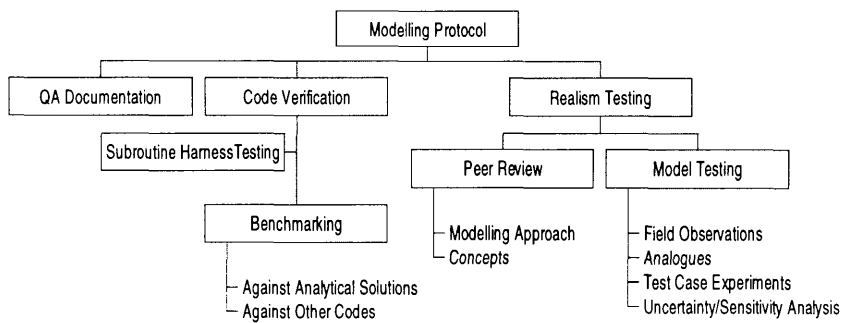 Modelling Protocol
QA Documentation
Code Verification
Realism Testing
Subroutine HarnessTesting
Peer Review
Model Testing
Benchmarking
Modelling Approach
Concepts
Field Observations
Analogues
Test Case Experiments
Uncertainty/Sensitivity Analysis
Against Analytical Solutions
Against Other Codes